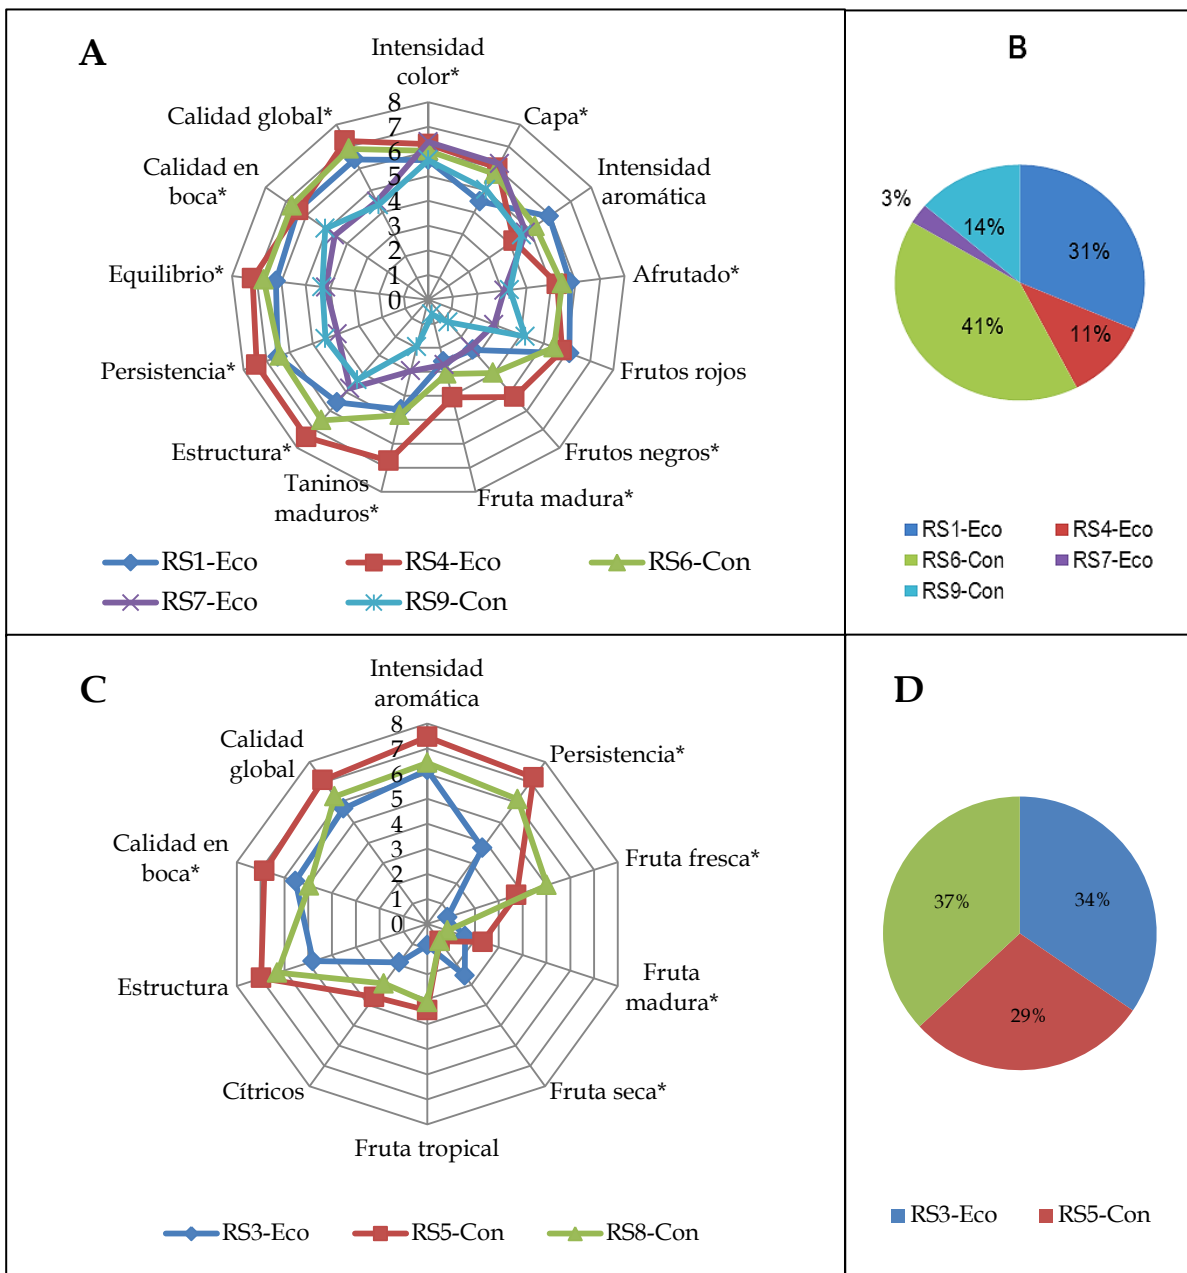 A
Intensidad
color*
Capa*
Intensidad
aromática
Afrutado*
Frutos rojos
Frutos negros*
Fruta madura*
Taninos
maduros*
Estructura*
Persistencia*
Equilibrio*
Calidad en
boca*
Calidad global*
8
7
6
5
4
3
2
1
0
RS1-Eco
RS4-Eco
RS6-Con
RS7-Eco
RS9-Con
B
3%
14%
31%
41%
11%
RS1-Eco
RS4-Eco
RS6-Con
RS7-Eco
RS9-Con
C
Intensidad
aromática
Persistencia*
Fruta fresca*
Fruta
madura*
Fruta seca*
Fruta tropical
Cítricos
Estructura
Calidad en
boca*
Calidad
global
8
7
6
5
4
3
2
1
0
RS3-Eco
RS5-Con
RS8-Con
D
37%
34%
29%
RS3-Eco
RS5-Con